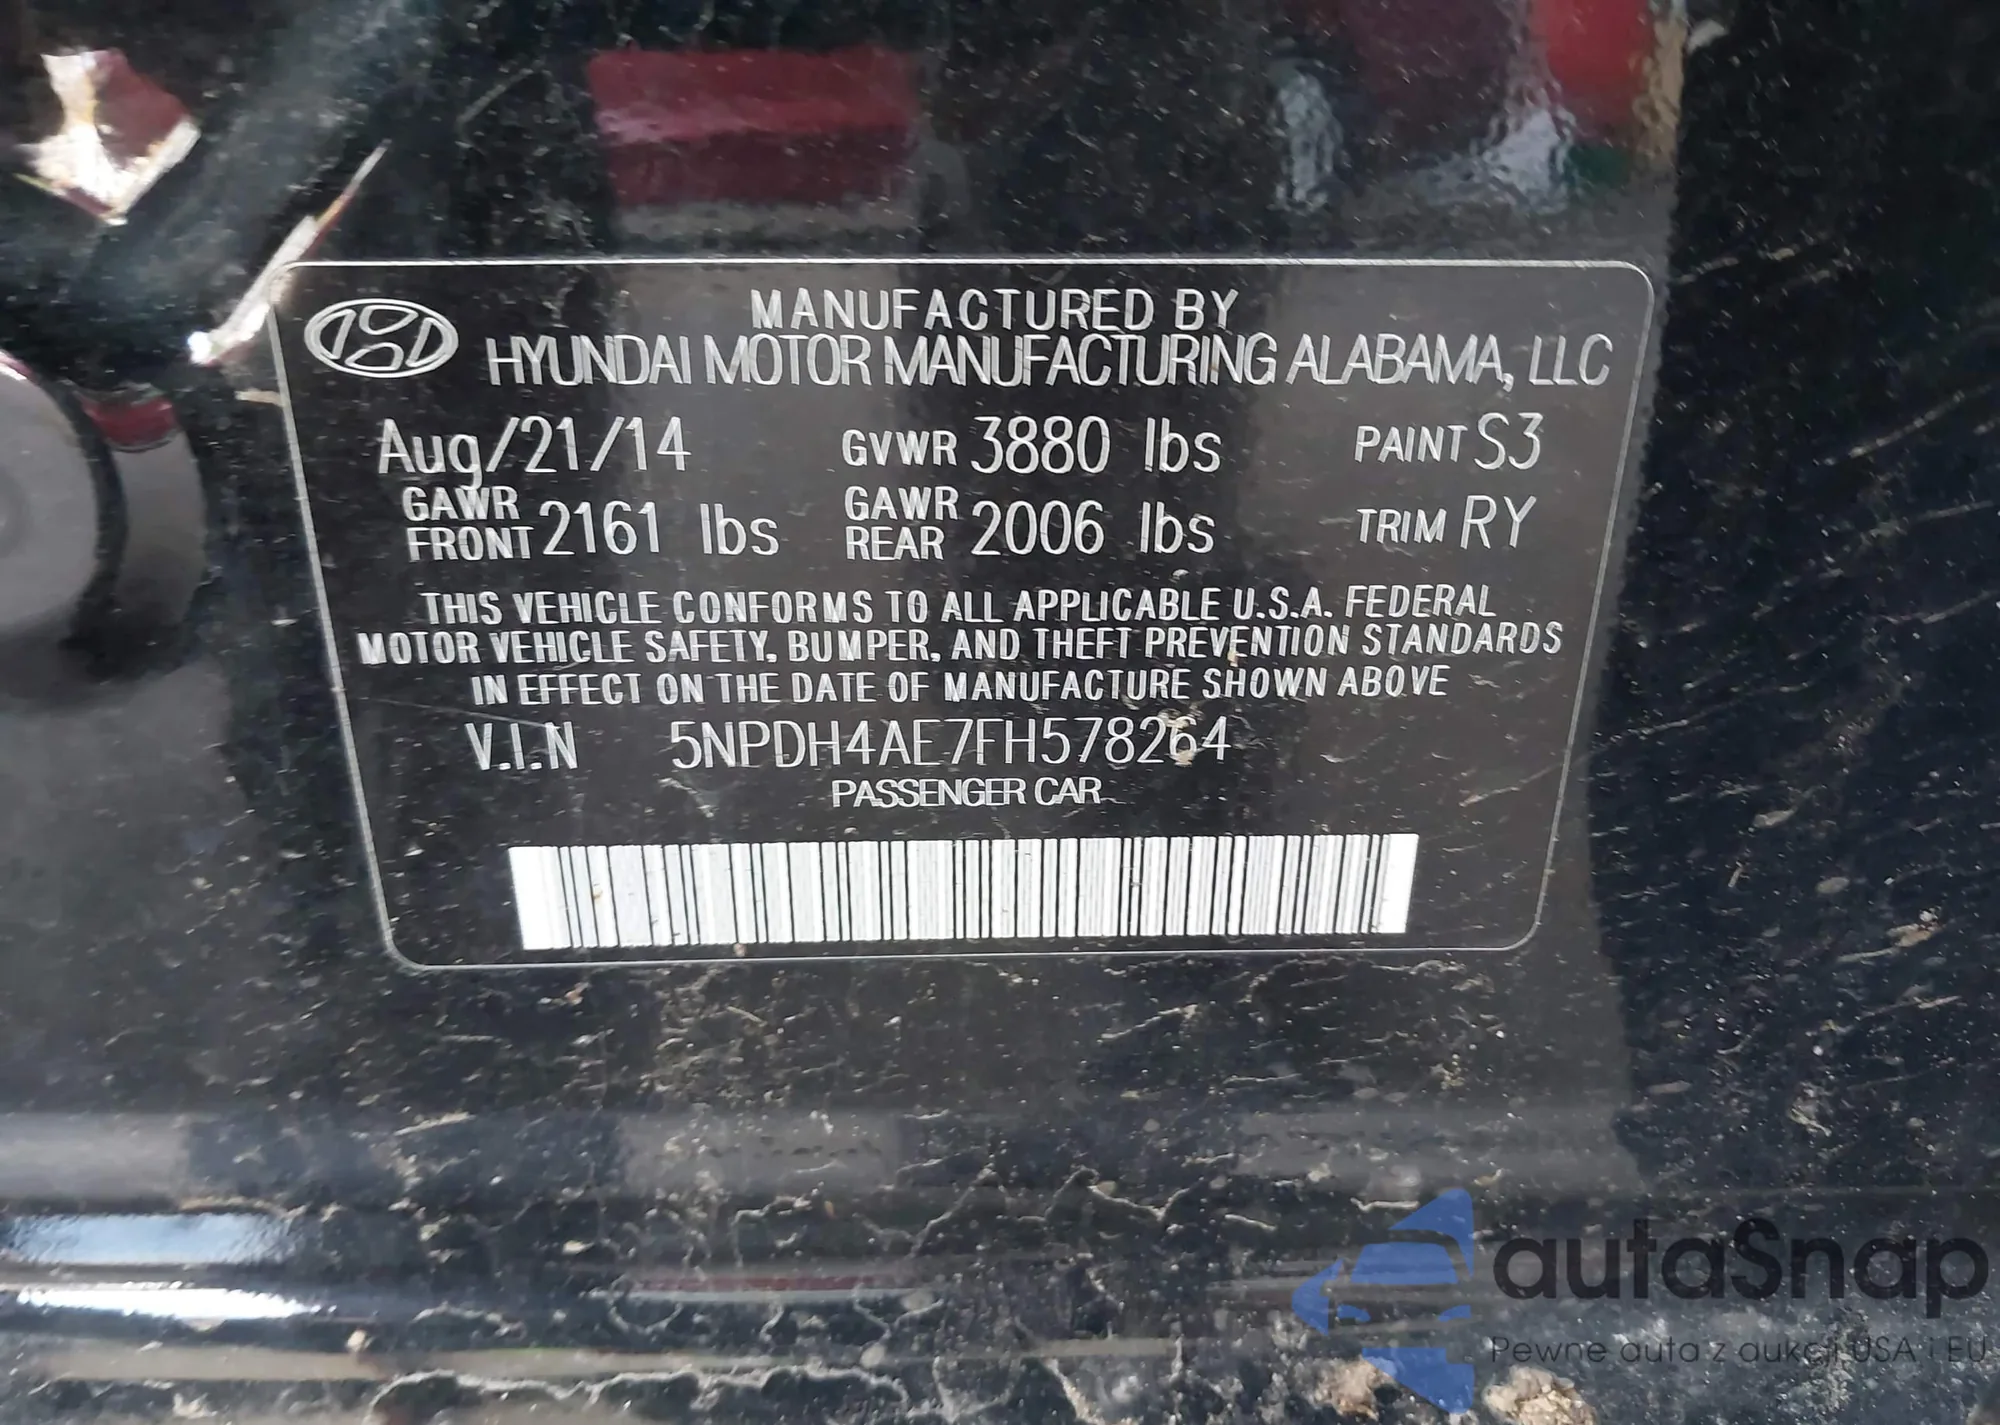 MANUFACTURED BY
HYUNDAI MOTOR MANUFACTURING ALABAMA, LLC
Aug/21/14 GVWR 3880 lbs PAINT S3
GAWR FRONT 2161 lbs GAWR REAR 2006 lbs TRIM RY
THIS VEHICLE CONFORMS TO ALL APPLICABLE U.S.A. FEDERAL
MOTOR VEHICLE SAFETY, BUMPER, AND THEFT PREVENTION STANDARDS
IN EFFECT ON THE DATE OF MANUFACTURE SHOWN ABOVE
V.I.N 5NPDH4AE7FH578264
PASSENGER CAR
autaSnap
Pewne auta z aukcji USA i EU